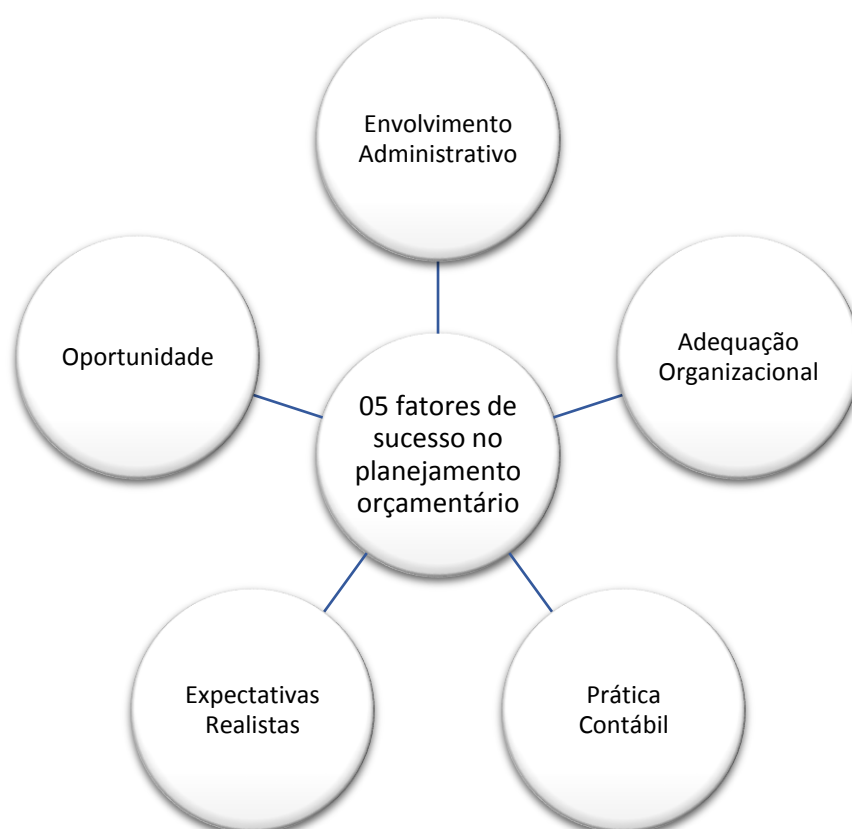 Envolvimento
Administrativo
Oportunidade
Adequação
Organizacional
05 fatores de
sucesso no
planejamento
orçamentário
Expectativas
Realistas
Prática
Contábil